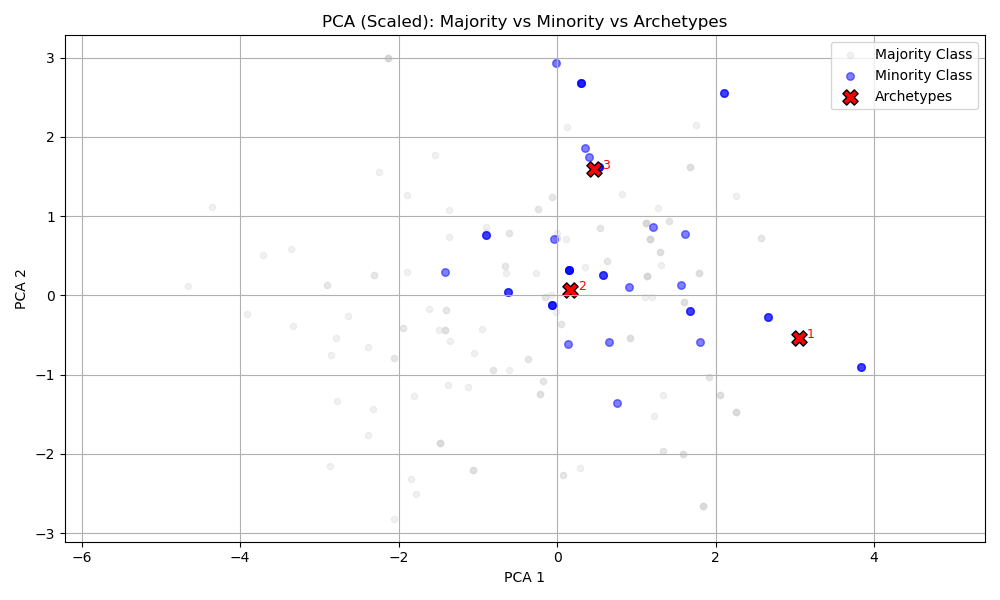 PCA (Scaled): Majority vs Minority vs Archetypes
Majority Class
Minority Class
Archetypes
3
2
1
3
2
1
0
−1
−2
−3
PCA 2
−6
−4
−2
0
2
4
PCA 1